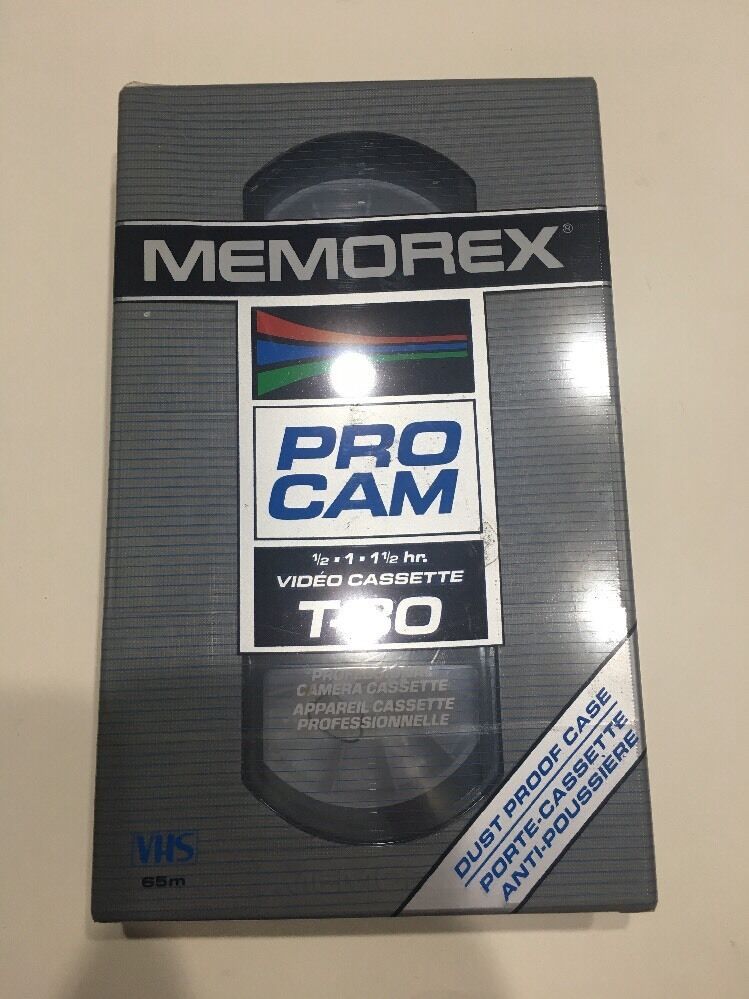 MEMOREX®
PRO
CAM
½ ▪ 1 ▪ 1½ hr.
VIDÉO CASSETTE
T-30
CAMERA CASSETTE
APPAREIL CASSETTE
PROFESSIONNELLE
DUST PROOF CASE
PORTE-CASSETTE
ANTI-POUSSIÈRE
VHS
65m